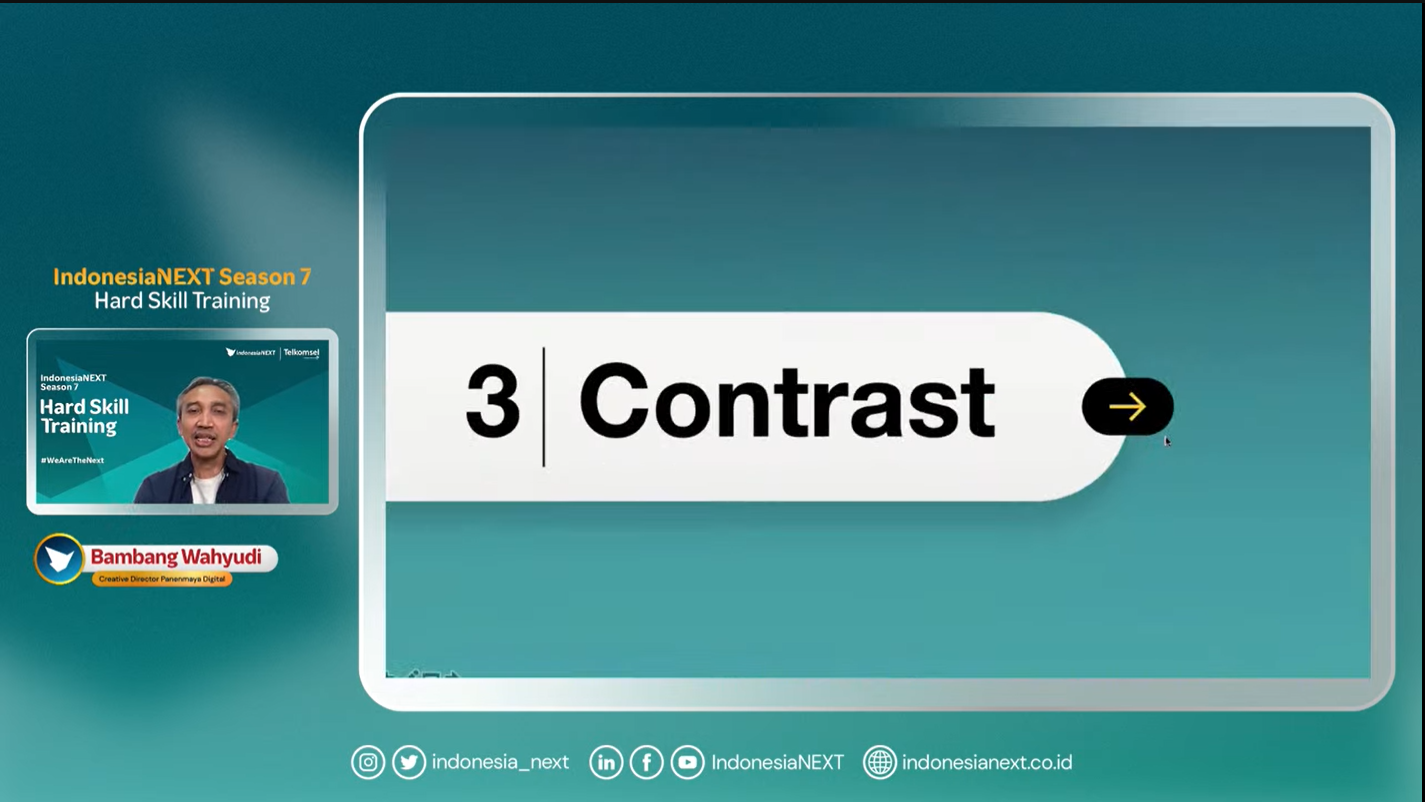 IndonesiaNEXT Season 7
Hard Skill Training
IndonesiaNEXT | Telkomsel
IndonesiaNEXT
Season 7
Hard Skill
Training
#WeAreTheNext
Bambang Wahyudi
Creative Director Panenmaya Digital
3 | Contrast
indonesia_next
IndonesiaNEXT
indonesianext.co.id